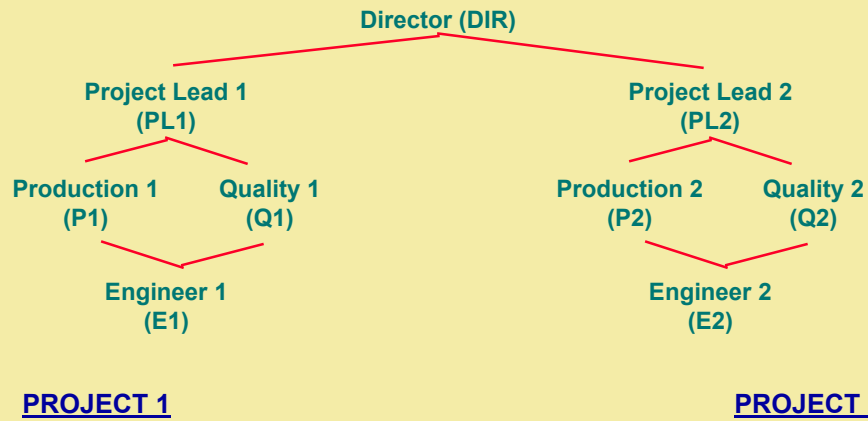 Director (DIR)
Project Lead 1
(PL1)
Project Lead 2
(PL2)
Production 1
(P1)
Quality 1
(Q1)
Production 2
(P2)
Quality 2
(Q2)
Engineer 1
(E1)
Engineer 2
(E2)
PROJECT 1
PROJECT